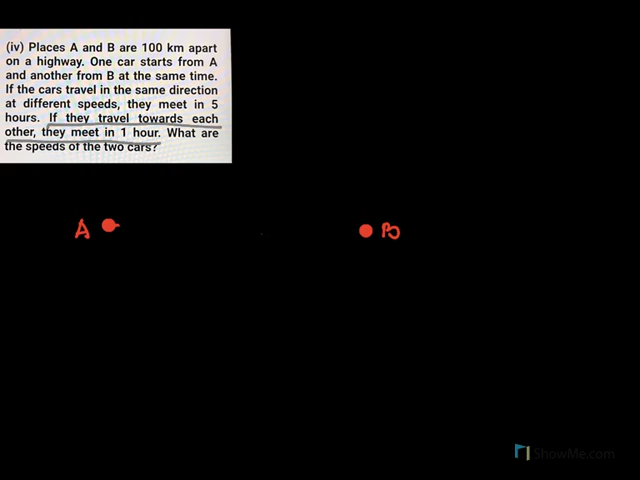 (iv) Places A and B are 100 km apart
on a highway. One car starts from A
and another from B at the same time.
If the cars travel in the same direction
at different speeds, they meet in 5
hours. If they travel towards each
other, they meet in 1 hour. What are
the speeds of the two cars?
A B
ShowMe.com